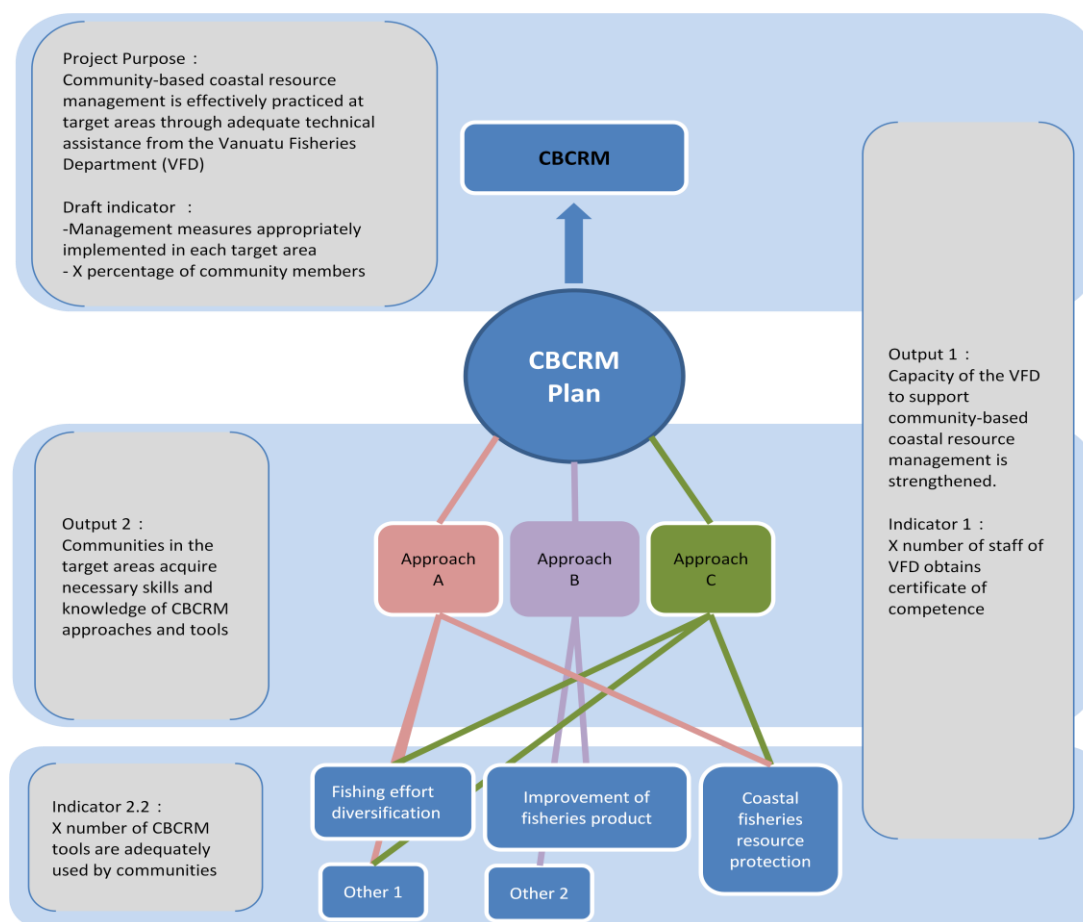 Project Purpose :
Community-based coastal resource
management is effectively practiced at
target areas through adequate technical
assistance from the Vanuatu Fisheries
Department (VFD)
Draft indicator :
-Management measures appropriately
implemented in each target area
- X percentage of community members
CBCRM
CBCRM
Plan
Output 1 :
Capacity of the VFD
to support
community-based
coastal resource
management is
strengthened.
Indicator 1 :
X number of staff of
VFD obtains
certificate of
competence
Output 2 :
Communities in the
target areas acquire
necessary skills and
knowledge of CBCRM
approaches and tools
Approach
A
Approach
B
Approach
C
Indicator 2.2 :
X number of CBCRM
tools are adequately
used by communities
Fishing effort
diversification
Improvement of
fisheries product
Coastal
fisheries
resource
protection
Other 1
Other 2